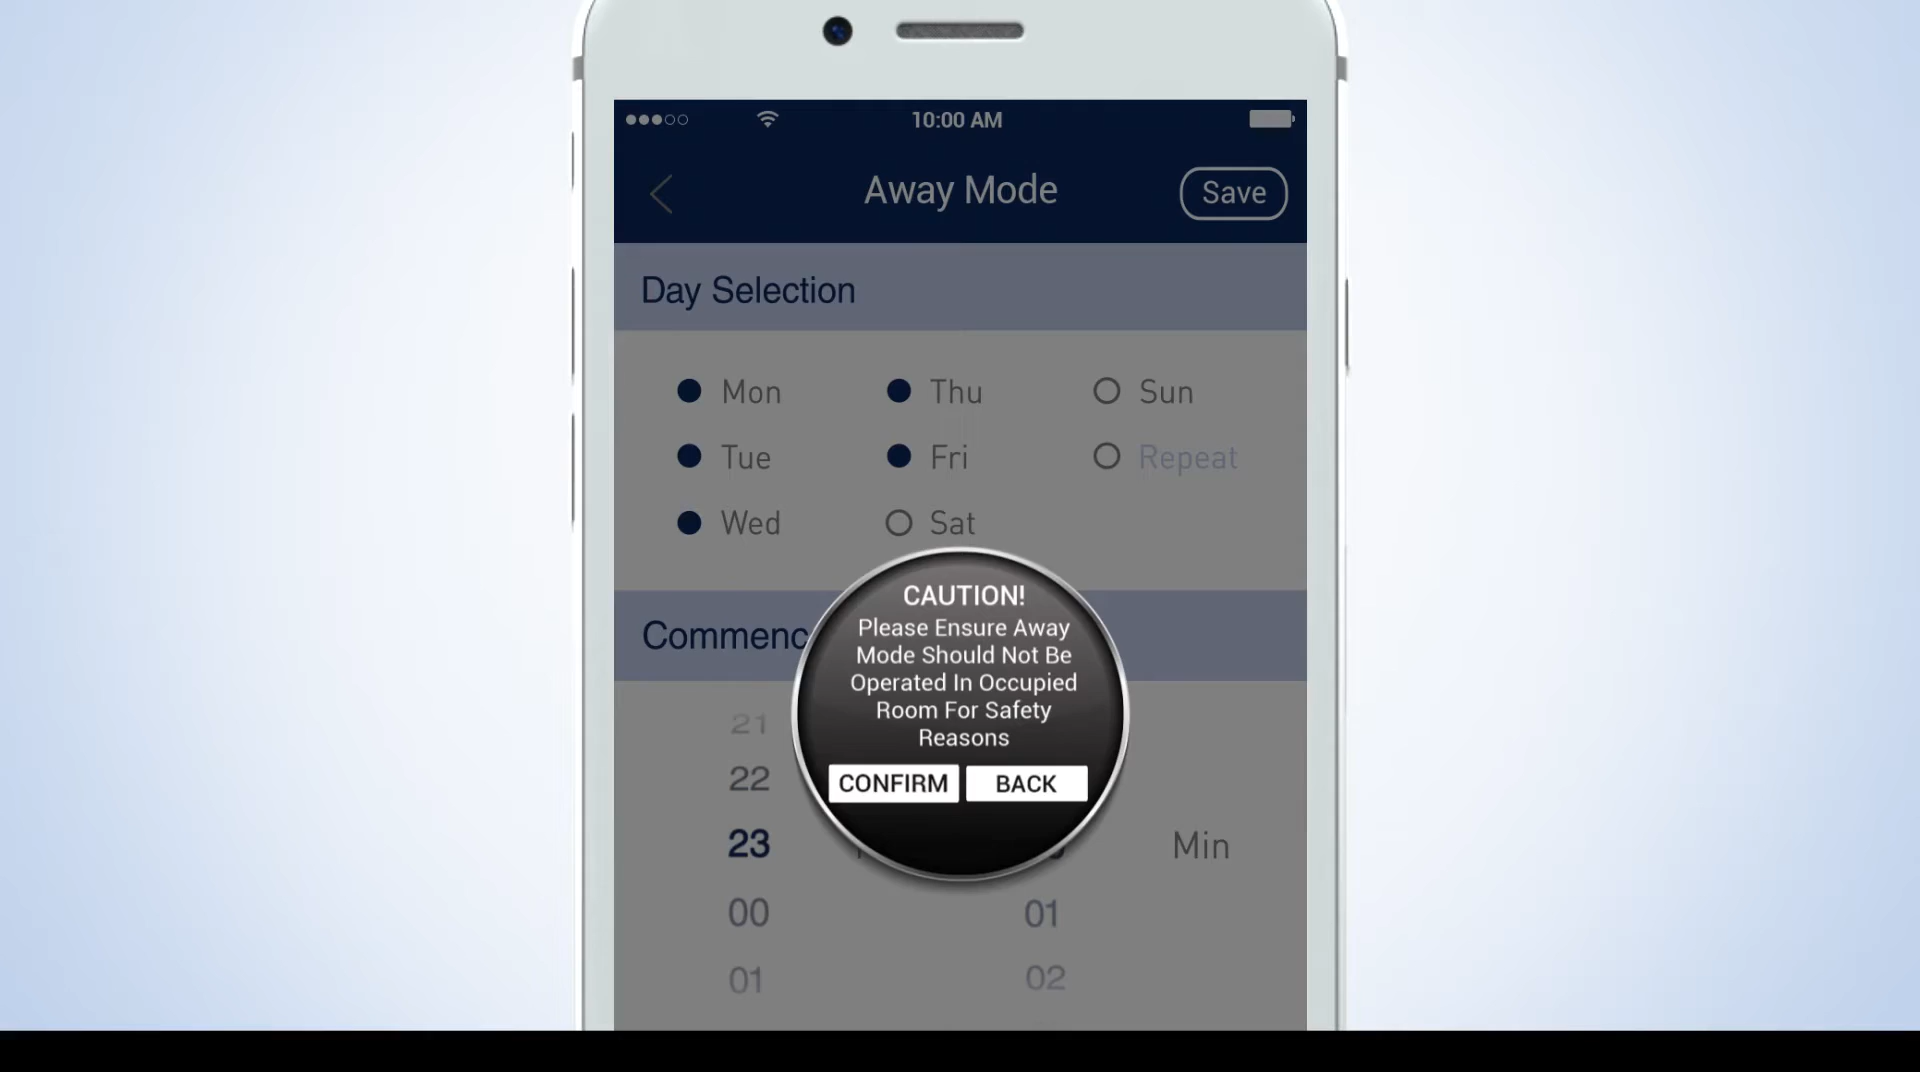 10:00 AM
Away Mode
Save
Day Selection
Mon
Thu
Sun
Tue
Fri
Repeat
Wed
Sat
CAUTION!
Please Ensure Away
Mode Should Not Be
Operated In Occupied
Room For Safety
Reasons
CONFIRM
BACK
Commenc
21
22
23
Min
00
01
01
02